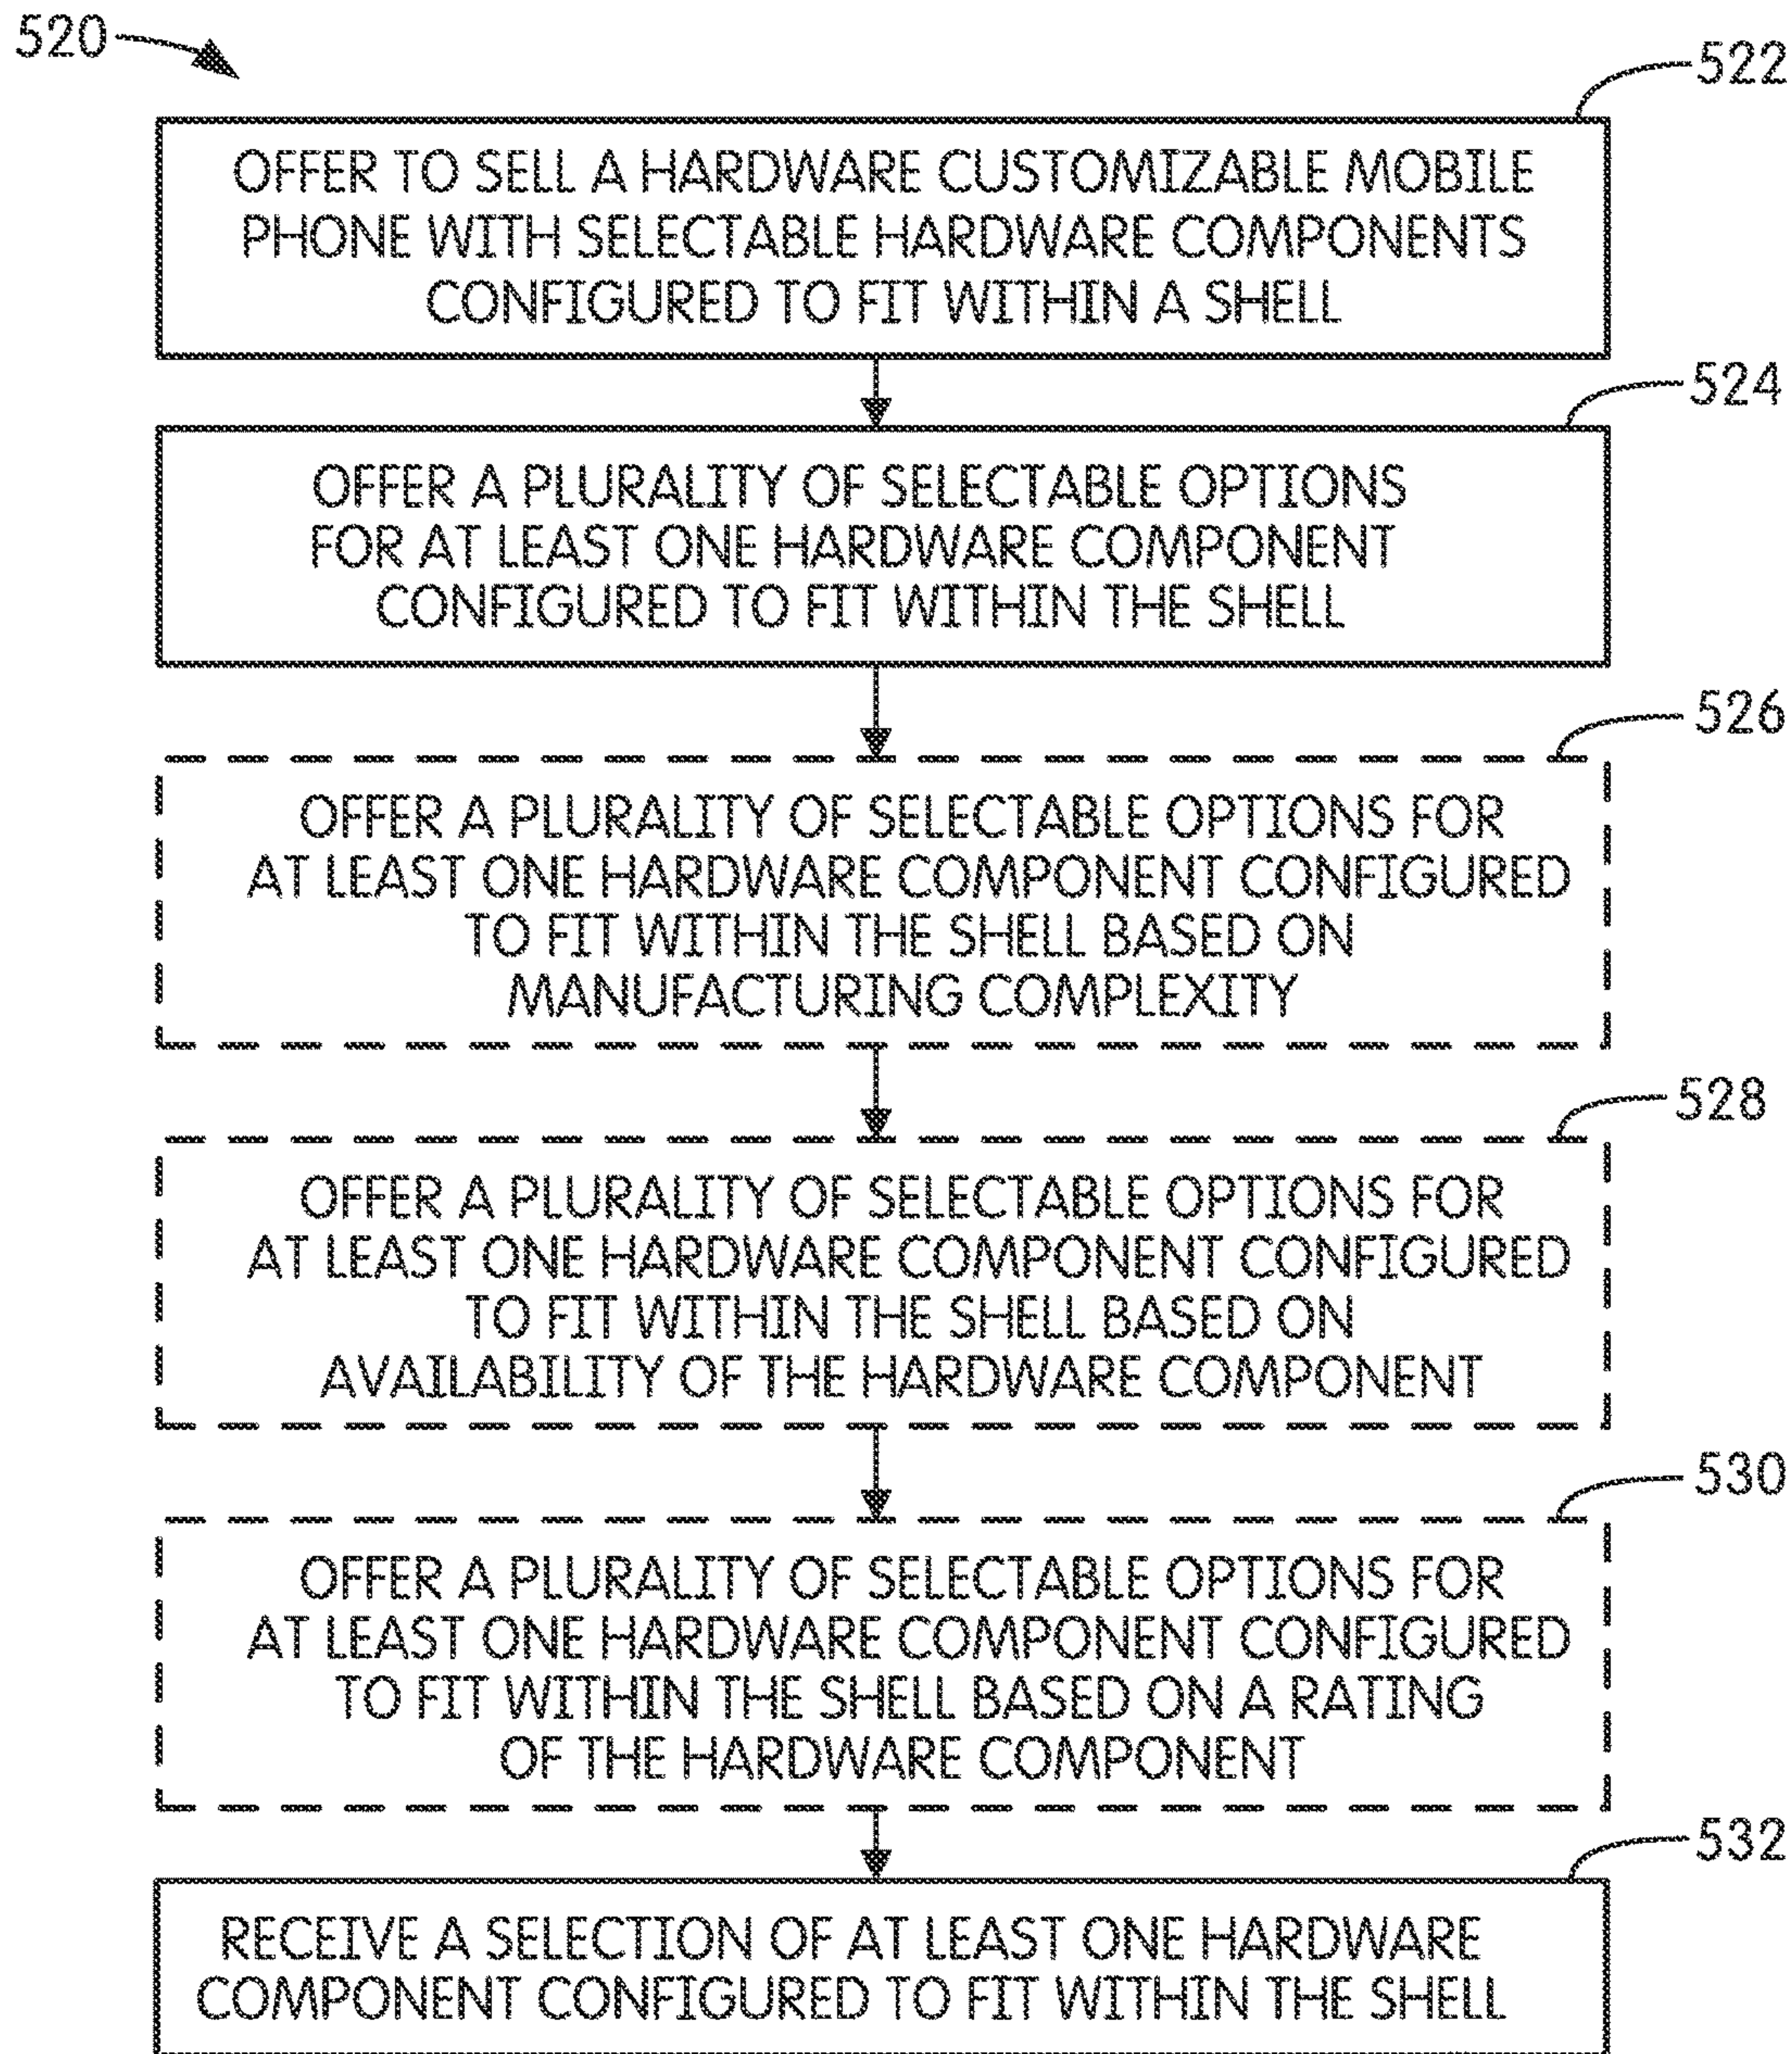 520
522
OFFER TO SELL A HARDWARE CUSTOMIZABLE MOBILE
PHONE WITH SELECTABLE HARDWARE COMPONENTS
CONFIGURED TO FIT WITHIN A SHELL
524
OFFER A PLURALITY OF SELECTABLE OPTIONS
FOR AT LEAST ONE HARDWARE COMPONENT
CONFIGURED TO FIT WITHIN THE SHELL
526
OFFER A PLURALITY OF SELECTABLE OPTIONS FOR
AT LEAST ONE HARDWARE COMPONENT CONFIGURED
TO FIT WITHIN THE SHELL BASED ON
MANUFACTURING COMPLEXITY
528
OFFER A PLURALITY OF SELECTABLE OPTIONS FOR
AT LEAST ONE HARDWARE COMPONENT CONFIGURED
TO FIT WITHIN THE SHELL BASED ON
AVAILABILITY OF THE HARDWARE COMPONENT
530
OFFER A PLURALITY OF SELECTABLE OPTIONS FOR
AT LEAST ONE HARDWARE COMPONENT CONFIGURED
TO FIT WITHIN THE SHELL BASED ON A RATING
OF THE HARDWARE COMPONENT
532
RECEIVE A SELECTION OF AT LEAST ONE HARDWARE
COMPONENT CONFIGURED TO FIT WITHIN THE SHELL